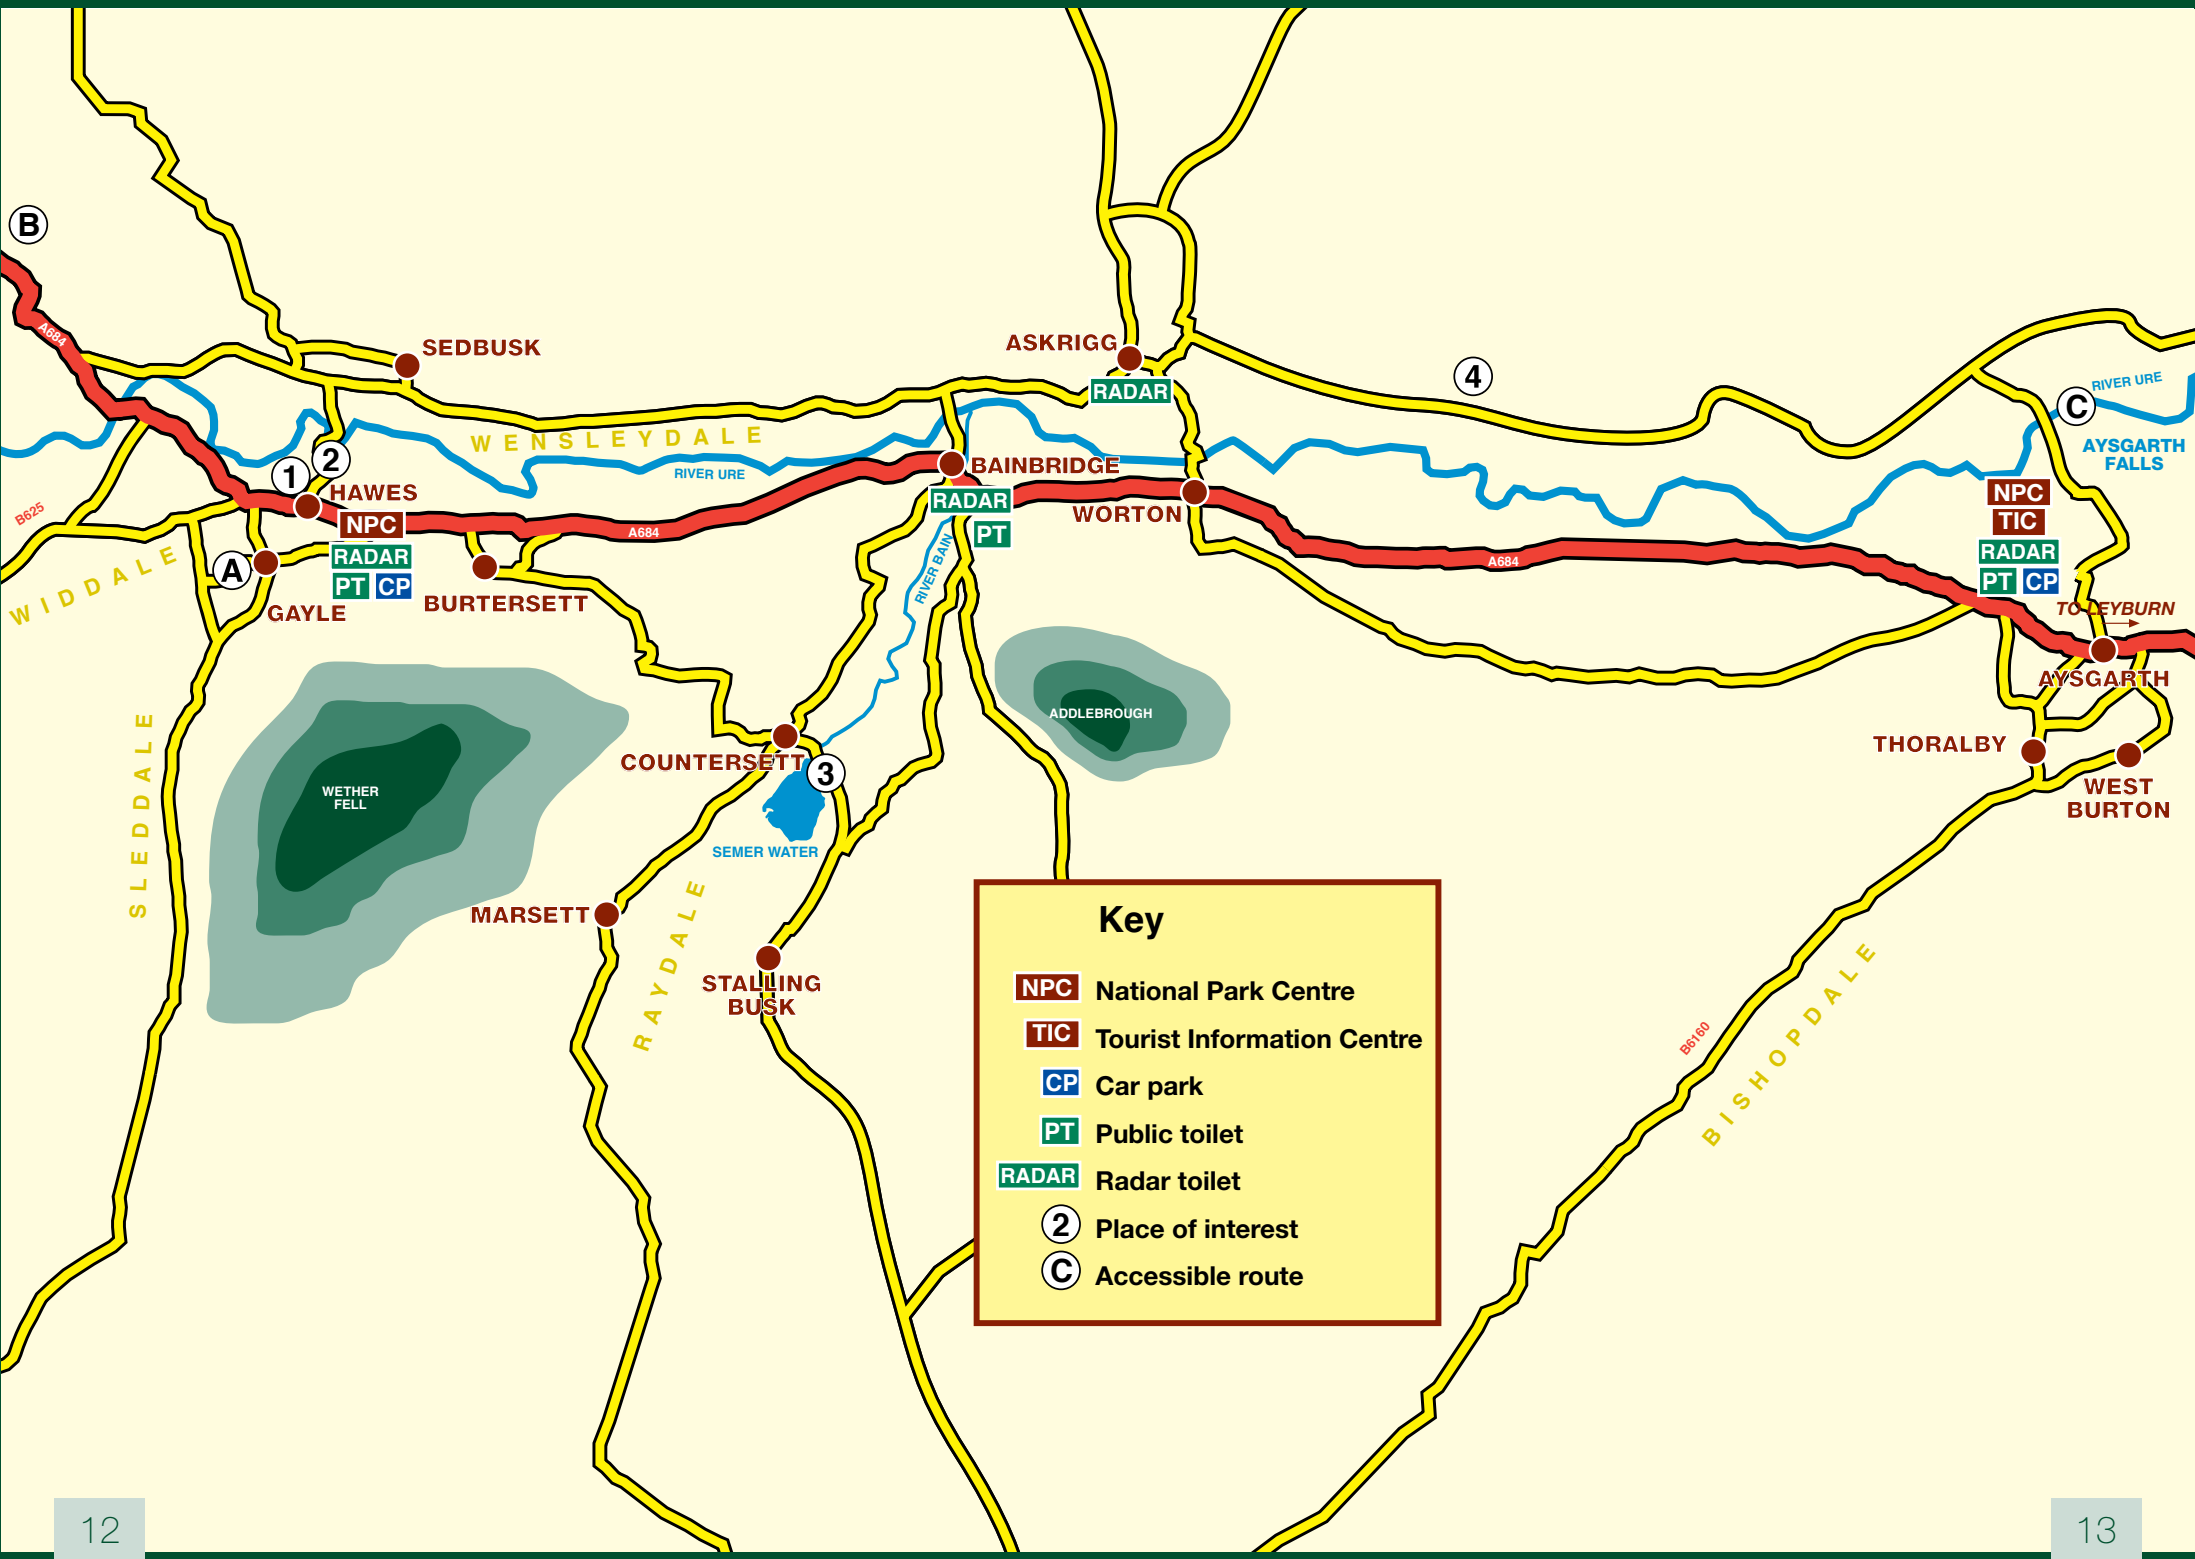 B
A684
SEDBUSK
ASKRIGG
RADAR
4
RIVER URE
C
AYSGARTH
FALLS
WENSLEYDALE
RIVER URE
1
2
HAWES
NPC
RADAR
PT CP
B625
WIDDALE
A
GAYLE
BURTERSETT
A684
BAINBRIDGE
RADAR
PT
WORTON
RIVER BAIN
A684
NPC
TIC
RADAR
PT CP
TO LEYBURN
AYSGARTH
THORALBY
WEST
BURTON
SLEDDALE
WETHER
FELL
COUNTERSETT
3
SEMER WATER
ADDLEBROUGH
MARSETT
RAYDALE
STALLING
BUSK
B6160
BISHOPDALE
Key
NPC National Park Centre
TIC Tourist Information Centre
CP Car park
PT Public toilet
RADAR Radar toilet
2 Place of interest
C Accessible route
12
13